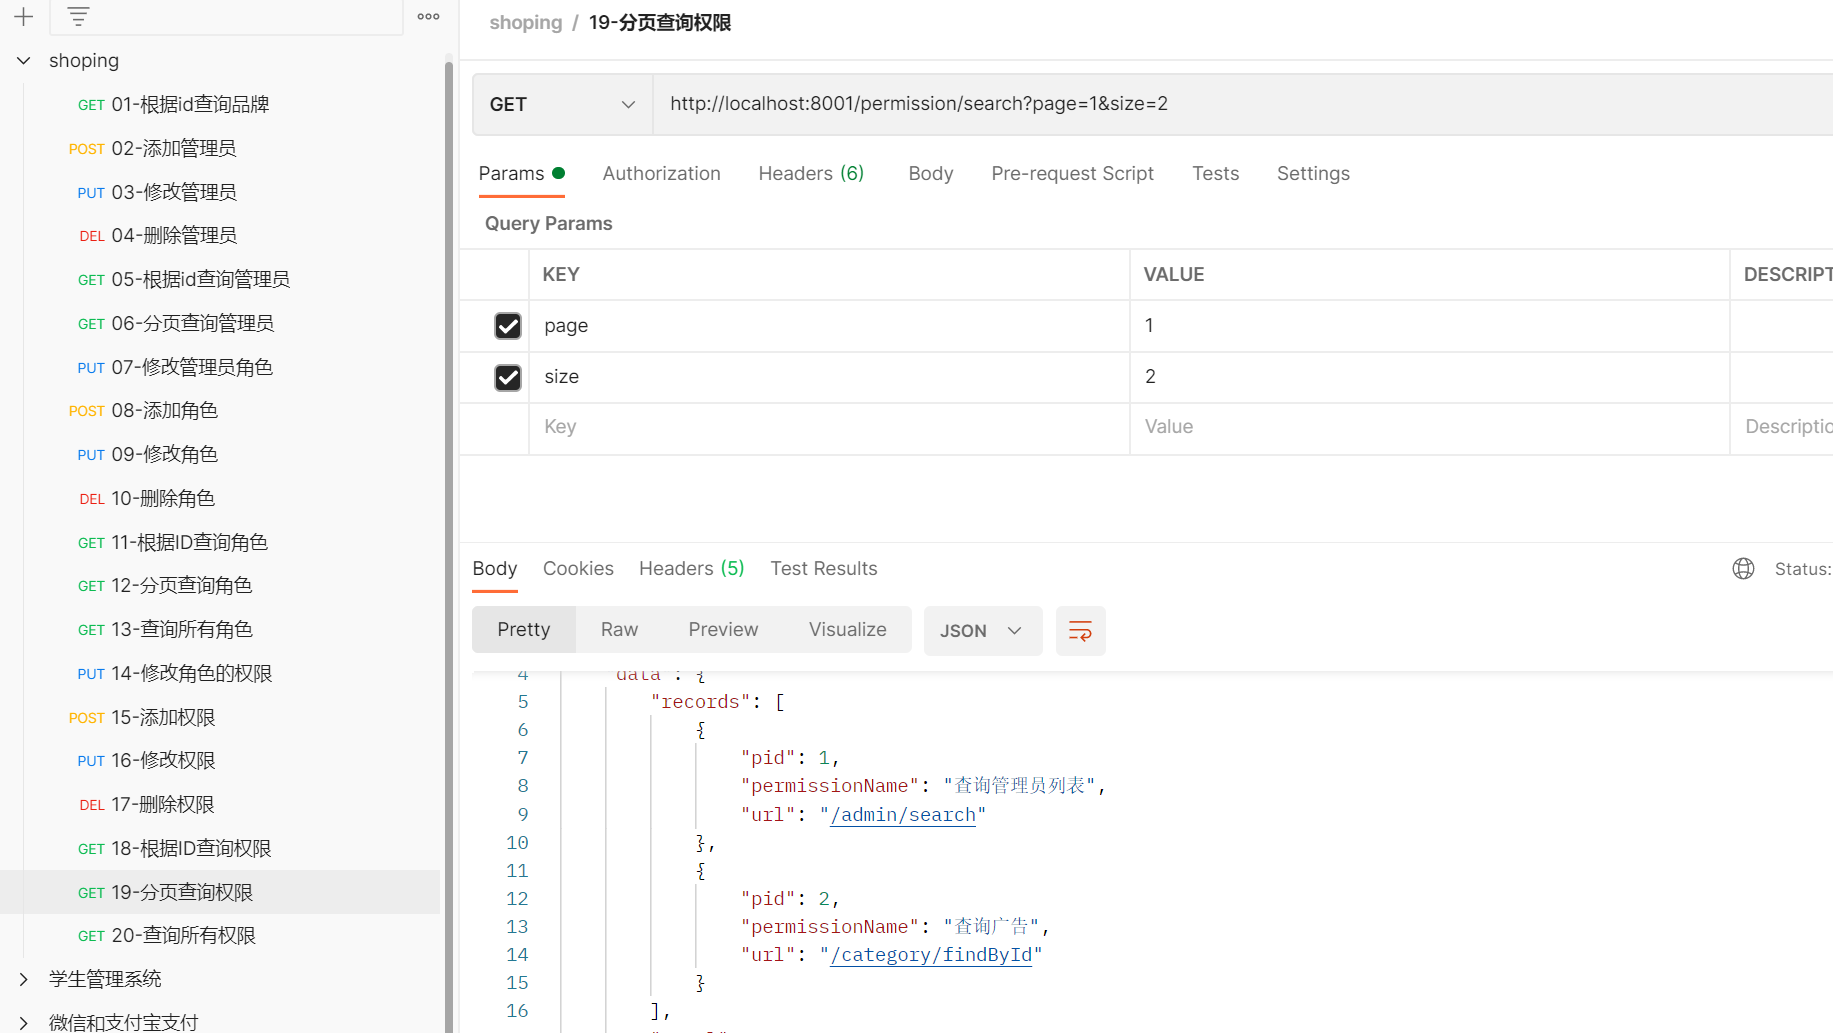 shoping
GET 01-根据id查询品牌
POST 02-添加管理员
PUT 03-修改管理员
DEL 04-删除管理员
GET 05-根据id查询管理员
GET 06-分页查询管理员
PUT 07-修改管理员角色
POST 08-添加角色
PUT 09-修改角色
DEL 10-删除角色
GET 11-根据ID查询角色
GET 12-分页查询角色
GET 13-查询所有角色
PUT 14-修改角色的权限
POST 15-添加权限
PUT 16-修改权限
DEL 17-删除权限
GET 18-根据ID查询权限
GET 19-分页查询权限
GET 20-查询所有权限
学生管理系统
微信和支付宝支付
shoping / 19-分页查询权限
GET http://localhost:8001/permission/search?page=1&size=2
Params Authorization Headers (6) Body Pre-request Script Tests Settings
Query Params
KEY VALUE DESCRIPT
page 1
size 2
Key Value Descriptio
Body Cookies Headers (5) Test Results Status:
Pretty Raw Preview Visualize JSON
4 data : {
5 "records": [
6 {
7 "pid": 1,
8 "permissionName": "查询管理员列表",
9 "url": "/admin/search"
10 },
11 {
12 "pid": 2,
13 "permissionName": "查询广告",
14 "url": "/category/findById"
15 }
16 ],